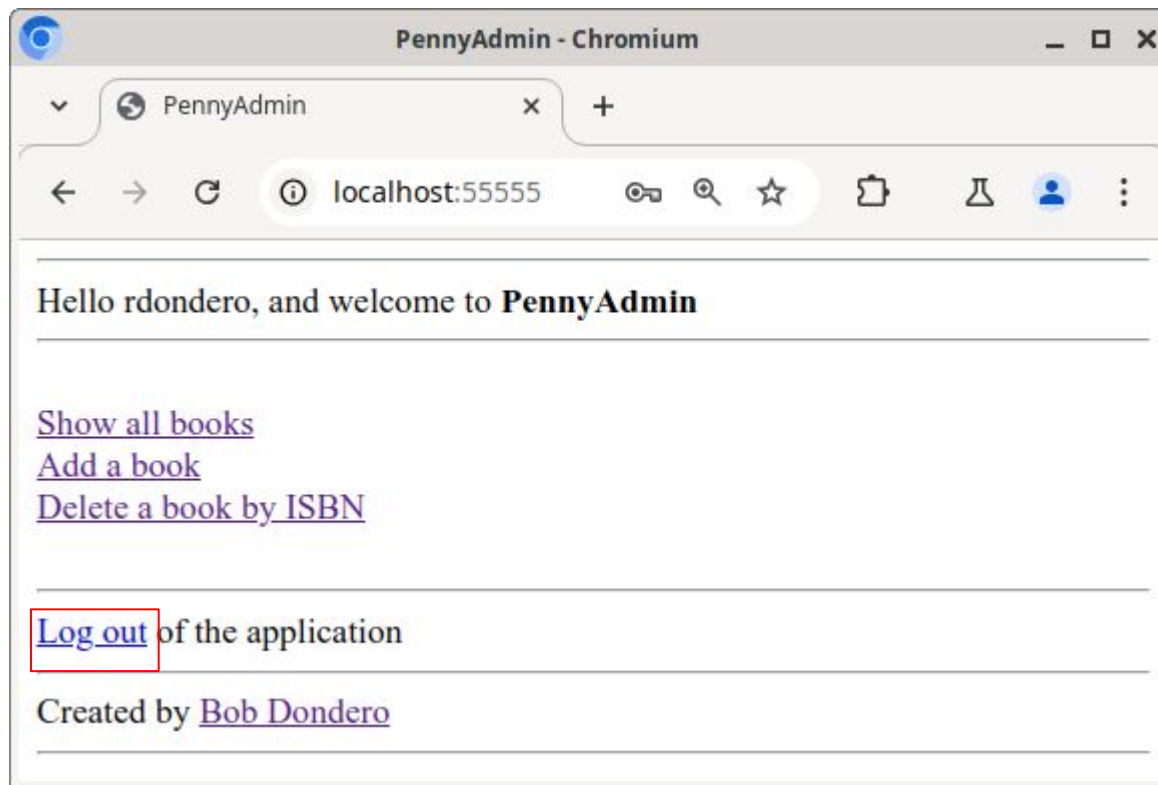 PennyAdmin - Chromium
PennyAdmin
localhost:55555
Hello rdondero, and welcome to PennyAdmin
Show all books
Add a book
Delete a book by ISBN
Log out of the application
Created by Bob Dondero